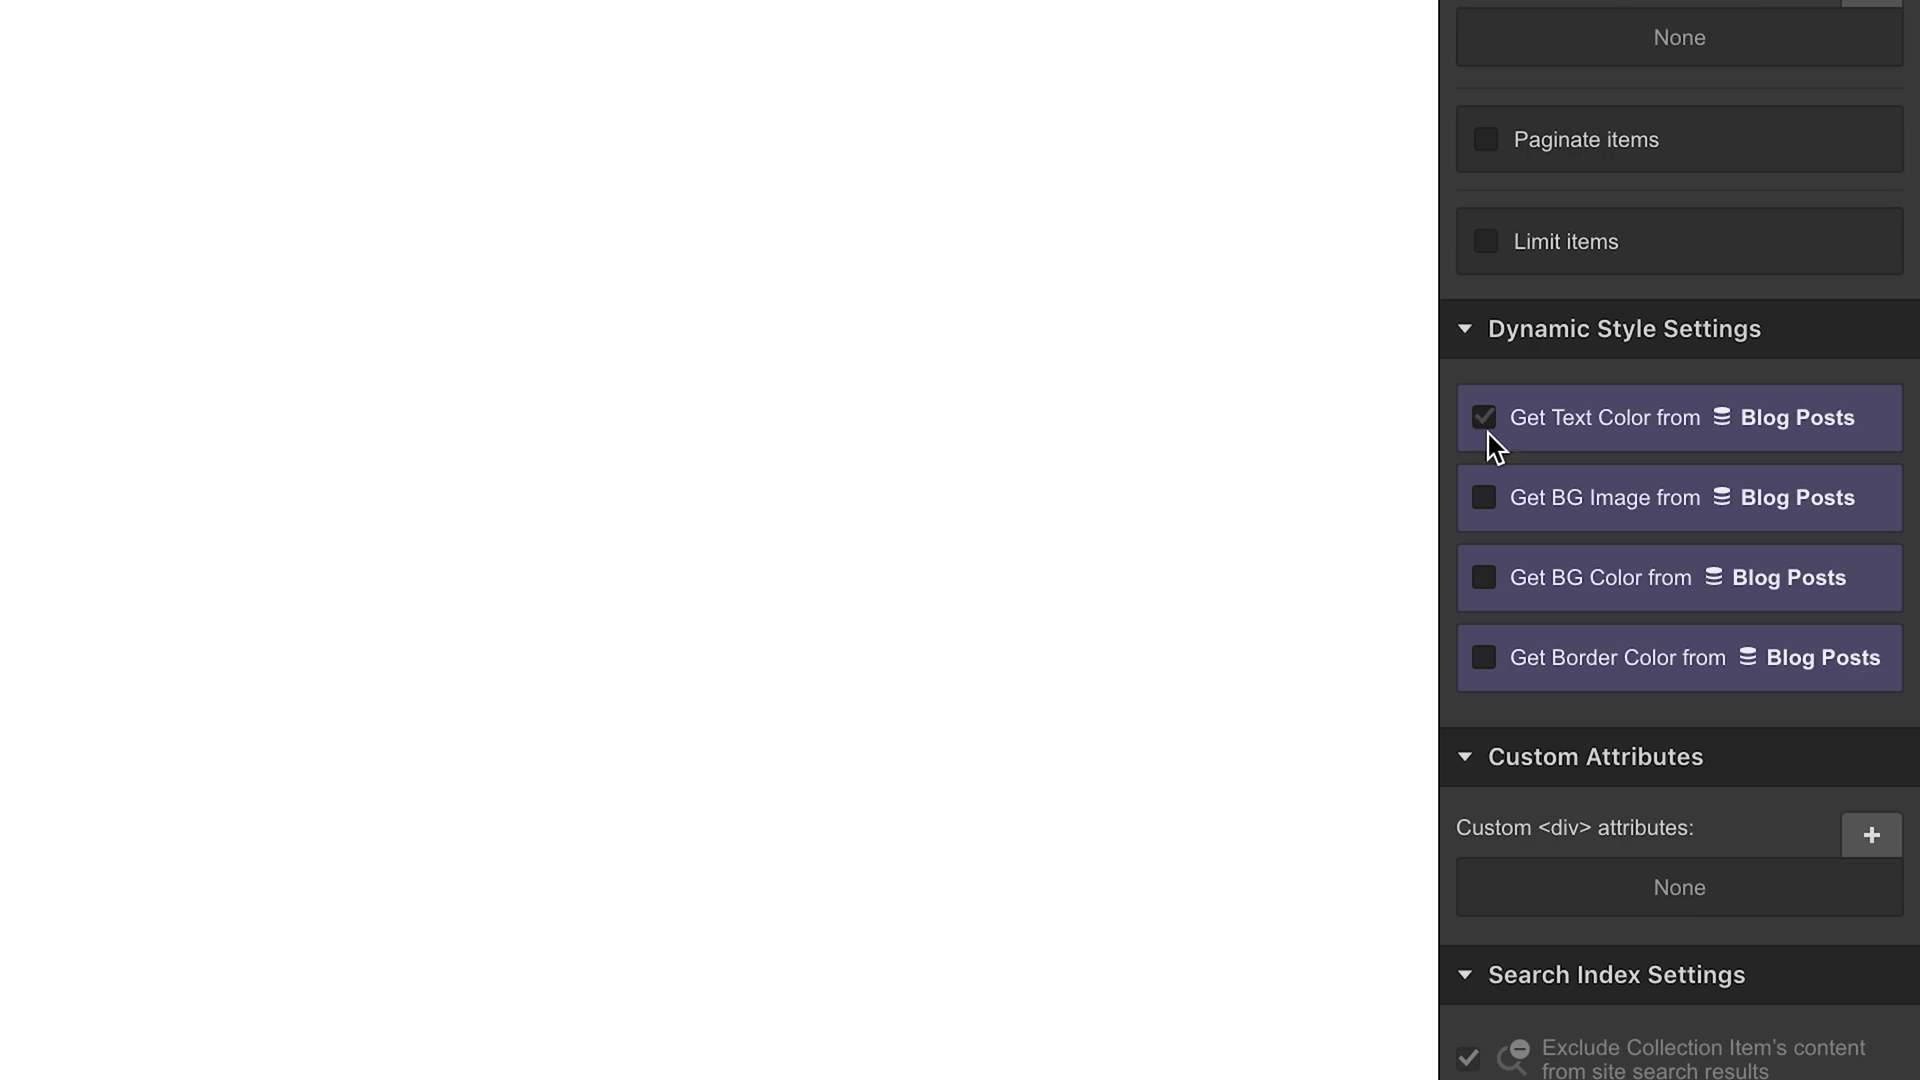 None
Paginate items
Limit items
Dynamic Style Settings
Get Text Color from Blog Posts
Get BG Image from Blog Posts
Get BG Color from Blog Posts
Get Border Color from Blog Posts
Custom Attributes
Custom <div> attributes:
+
None
Search Index Settings
Exclude Collection Item’s content
from site search results